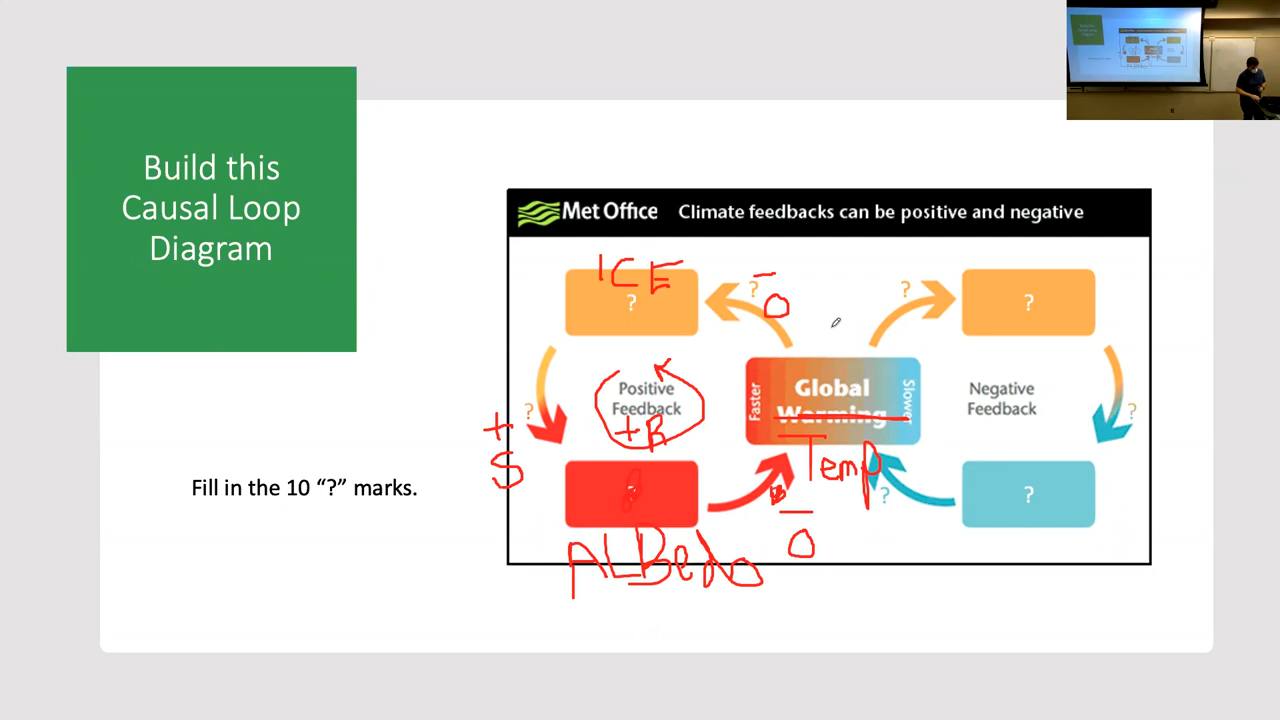 Build this
Causal Loop
Diagram
Fill in the 10 “?” marks.
Met Office Climate feedbacks can be positive and negative
ICE
?
?
-
O
?
?
Positive
Feedback
+R
?
+
S
Faster
Global
Warming
Slower
Temp
Negative
Feedback
?
?
?
-
O
ALBedo